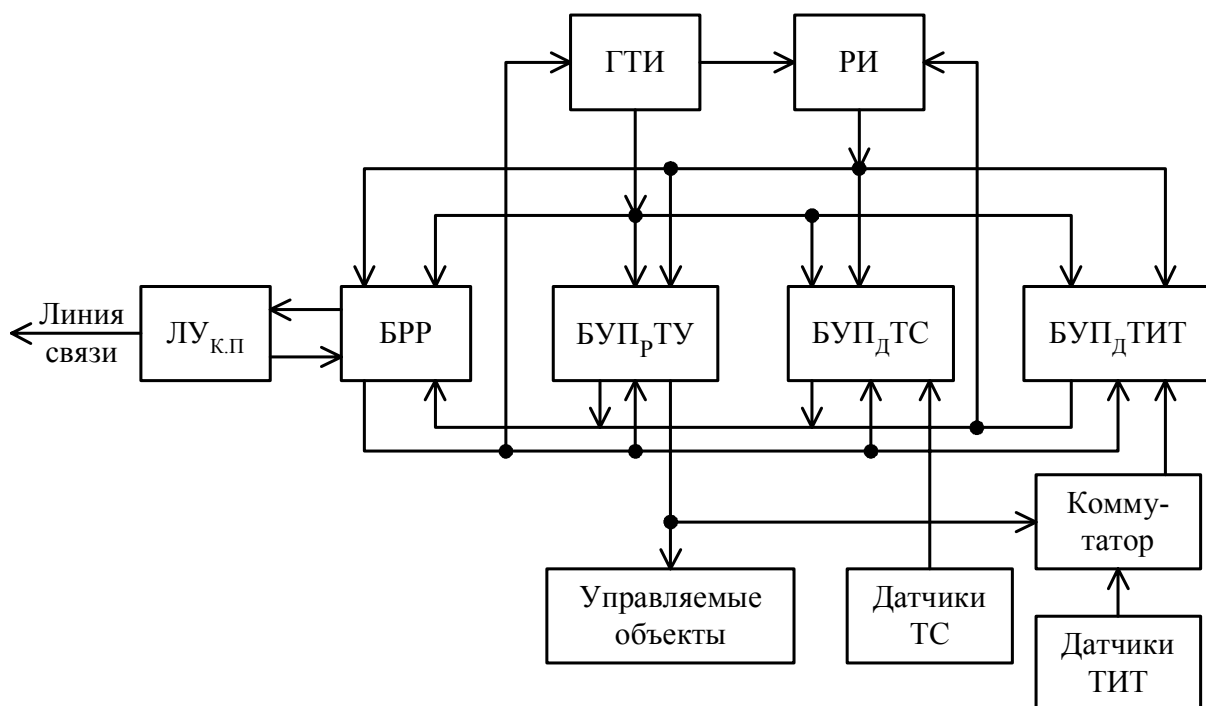 ГТИ
РИ
Линия
связи
ЛУК.П
БРР
БУПРТУ
БУПДТС
БУПДТИТ
Комму-
татор
Управляемые
объекты
Датчики
ТС
Датчики
ТИТ